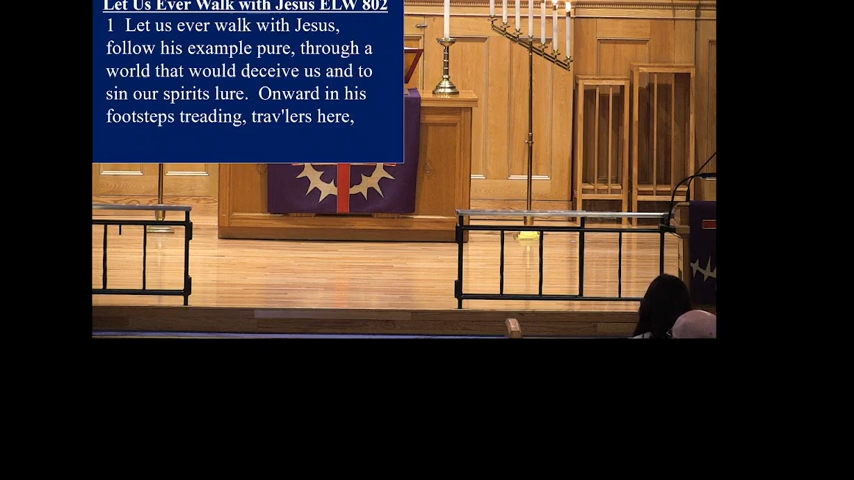 Let Us Ever Walk with Jesus ELW 802
1 Let us ever walk with Jesus,
follow his example pure, through a
world that would deceive us and to
sin our spirits lure. Onward in his
footsteps treading, trav'lers here,